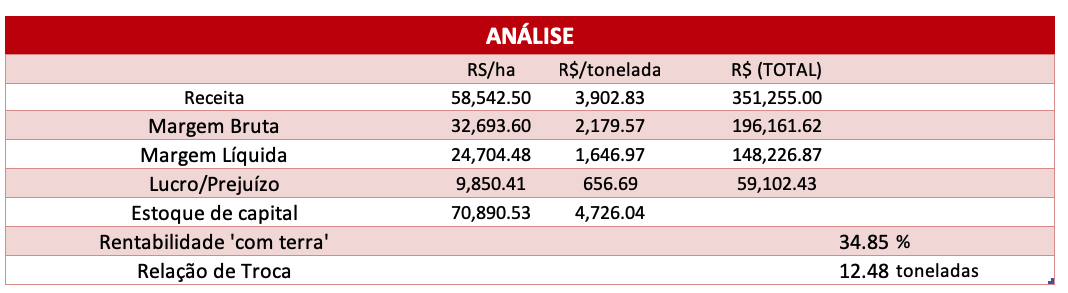 ANÁLISE
RS/ha R$/tonelada R$ (TOTAL)
Receita 58,542.50 3,902.83 351,255.00
Margem Bruta 32,693.60 2,179.57 196,161.62
Margem Líquida 24,704.48 1,646.97 148,226.87
Lucro/Prejuízo 9,850.41 656.69 59,102.43
Estoque de capital 70,890.53 4,726.04
Rentabilidade 'com terra' 34.85 %
Relação de Troca 12.48 toneladas